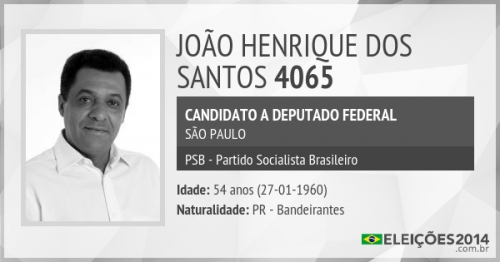 JOÃO HENRIQUE DOS
SANTOS 4065
CANDIDATO A DEPUTADO FEDERAL
SÃO PAULO
PSB - Partido Socialista Brasileiro
Idade: 54 anos (27-01-1960)
Naturalidade: PR - Bandeirantes
ELEIÇÕES2014
.com.br